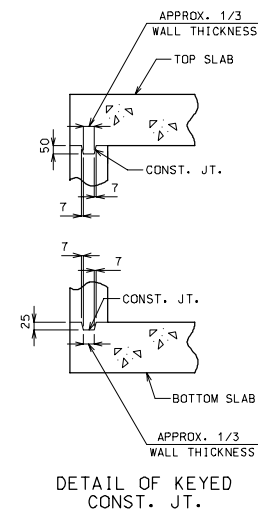 APPROX. 1/3
WALL THICKNESS
TOP SLAB
50
CONST. JT.
7
7
7
7
CONST. JT.
25
BOTTOM SLAB
APPROX. 1/3
WALL THICKNESS
DETAIL OF KEYED
CONST. JT.